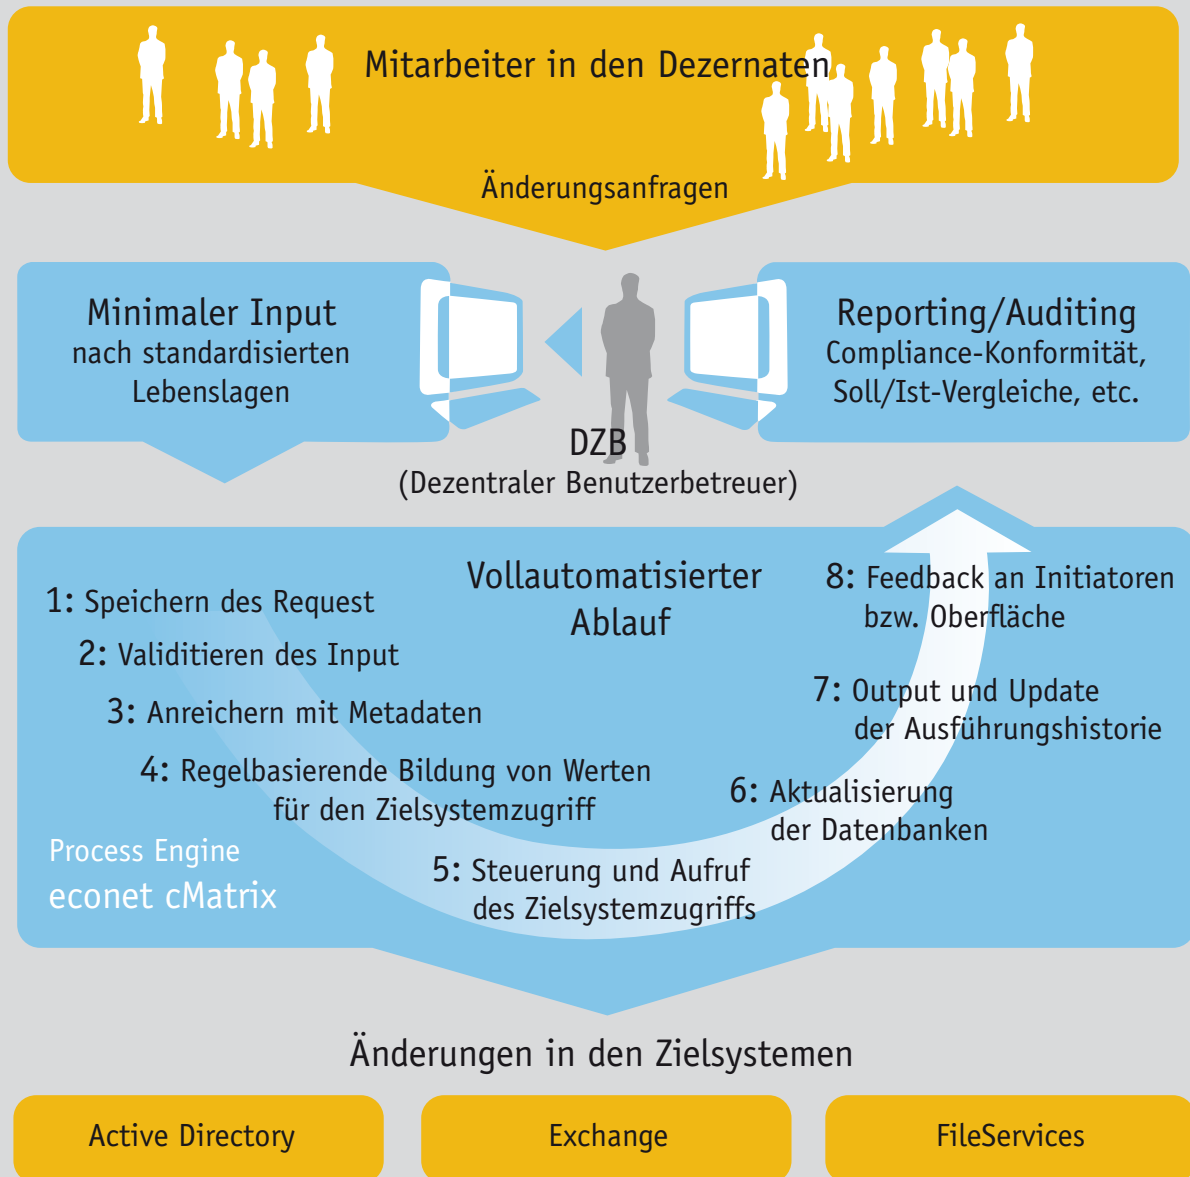 Mitarbeiter in den Dezernaten
Änderungsanfragen
Minimaler Input
nach standardisierten
Lebenslagen
Reporting/Auditing
Compliance-Konformität,
Soll/Ist-Vergleiche, etc.
DZB
(Dezentraler Benutzerbetreuer)
Vollautomatisierter
Ablauf
1: Speichern des Request
2: Validitieren des Input
3: Anreichern mit Metadaten
4: Regelbasierende Bildung von Werten
für den Zielsystemzugriff
5: Steuerung und Aufruf
des Zielsystemzugriffs
6: Aktualisierung
der Datenbanken
7: Output und Update
der Ausführungshistorie
8: Feedback an Initiatoren
bzw. Oberfläche
Process Engine
econet cMatrix
Änderungen in den Zielsystemen
Active Directory
Exchange
FileServices